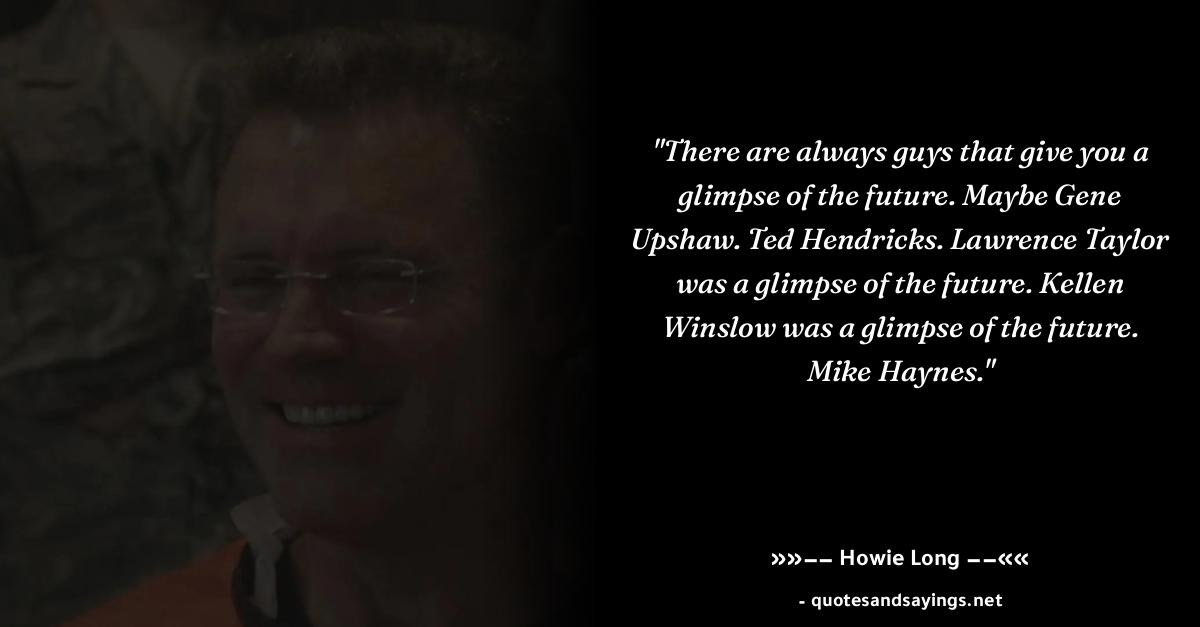 "There are always guys that give you a
glimpse of the future. Maybe Gene
Upshaw. Ted Hendricks. Lawrence Taylor
was a glimpse of the future. Kellen
Winslow was a glimpse of the future.
Mike Haynes."
»»−− Howie Long −−««
- quotesandsayings.net